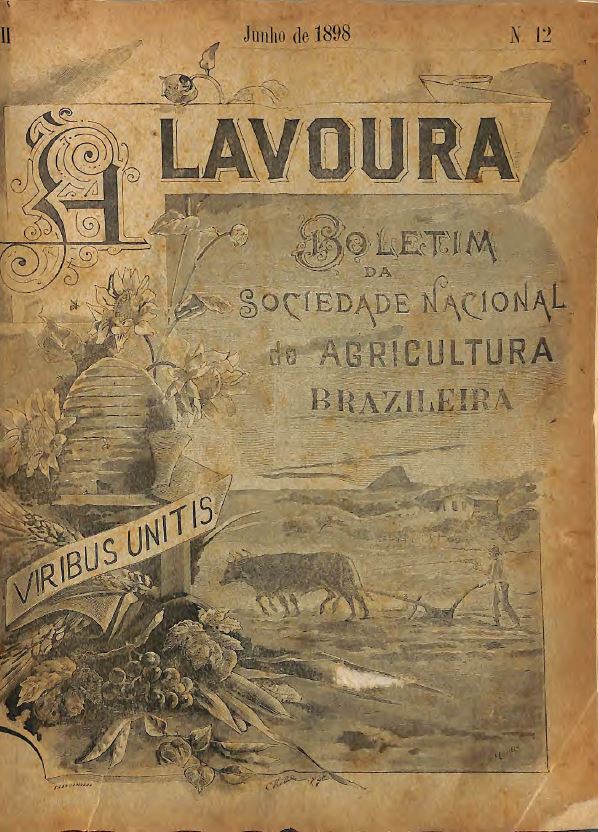 II Junho de 1898 N 12
A LAVOURA
BOLETIM
DA
SOCIEDADE NACIONAL
de AGRICULTURA
BRAZILEIRA
VIRIBUS UNITIS